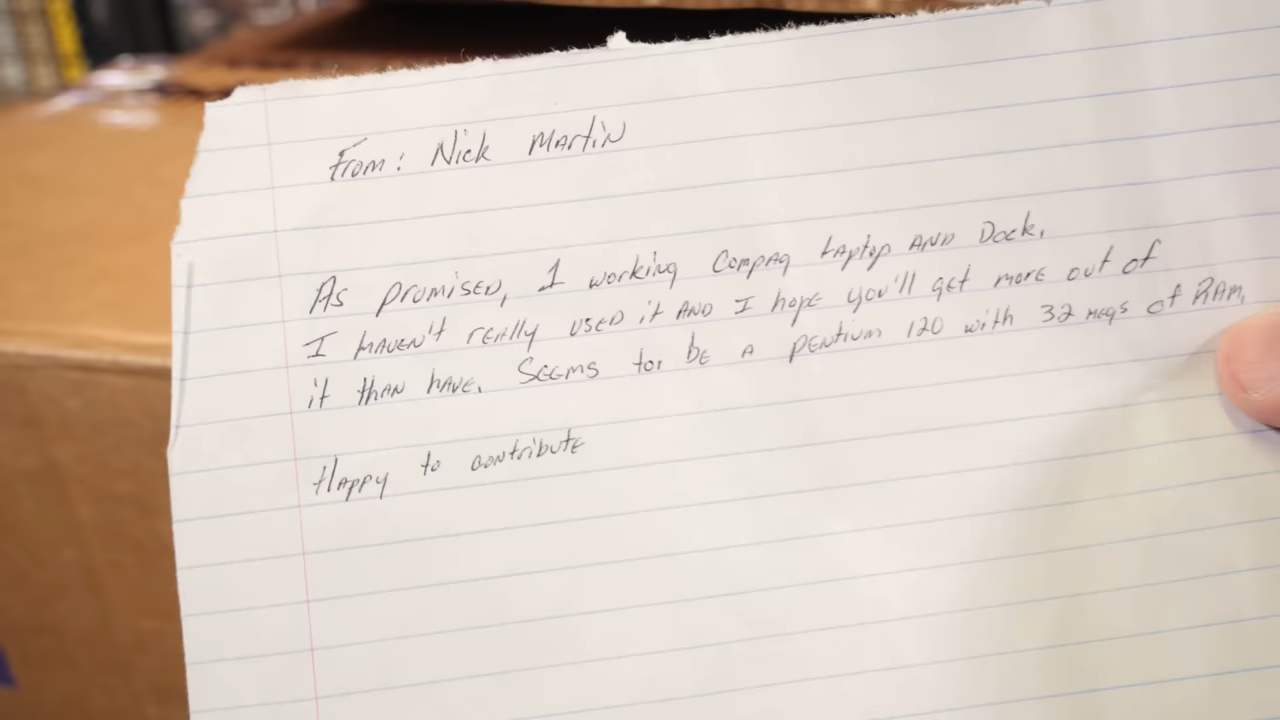 From: Nick Martin
As promised, 1 working Compaq Laptop and Dock.
I haven't really used it and I hope you'll get more out of
it than have. Seems to, be a pentium 120 with 32 megs of RAM.
Happy to contribute